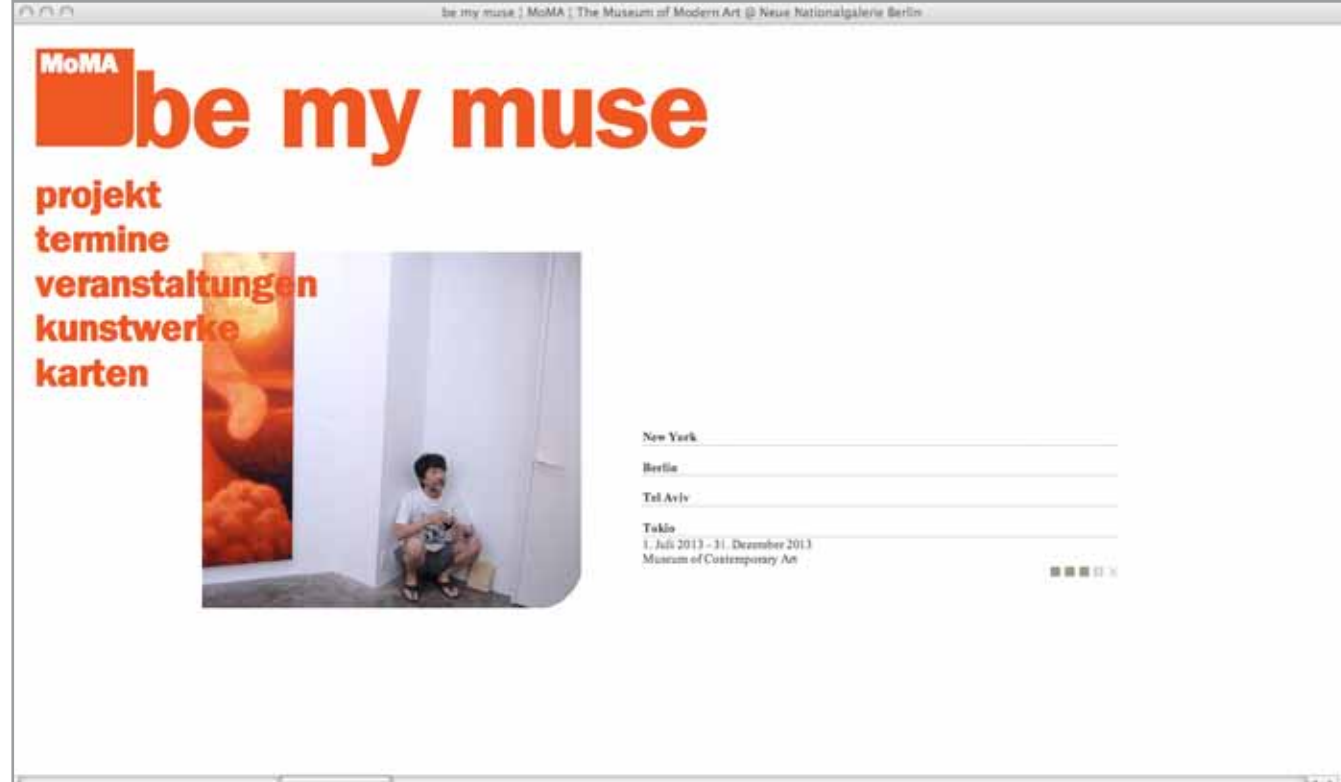 be my muse ¦ MoMA ¦ The Museum of Modern Art @ Neue Nationalgalerie Berlin
MoMA
be my muse
projekt
termine
veranstaltungen
kunstwerke
karten
New York
Berlin
Tel Aviv
Tokio
1. Juli 2013 - 31. Dezember 2013
Museum of Contemporary Art